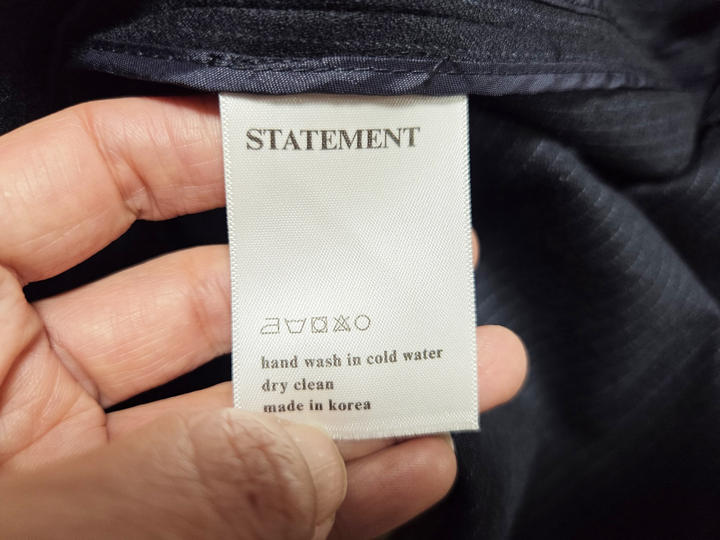 STATEMENT
hand wash in cold water
dry clean
made in korea